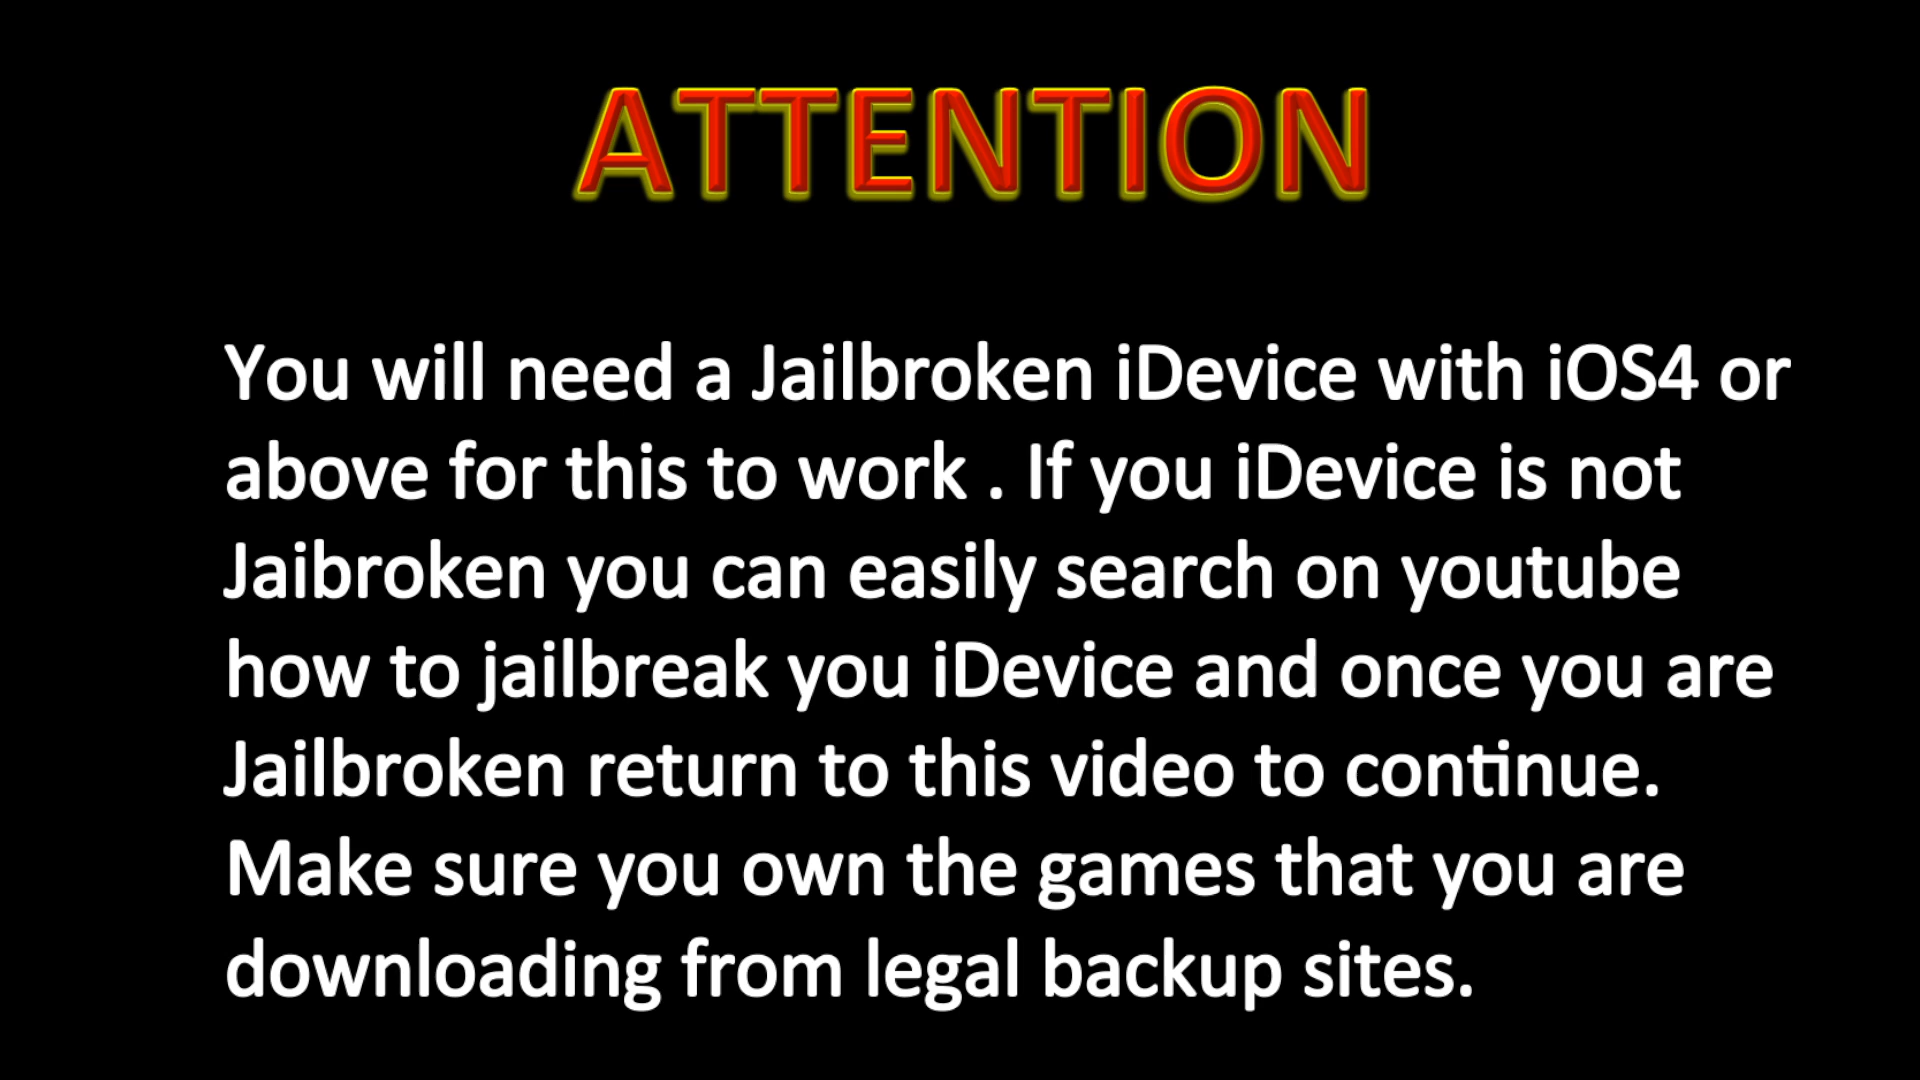 ATTENTION
You will need a Jailbroken iDevice with iOS4 or
above for this to work . If you iDevice is not
Jaibroken you can easily search on youtube
how to jailbreak you iDevice and once you are
Jailbroken return to this video to continue.
Make sure you own the games that you are
downloading from legal backup sites.